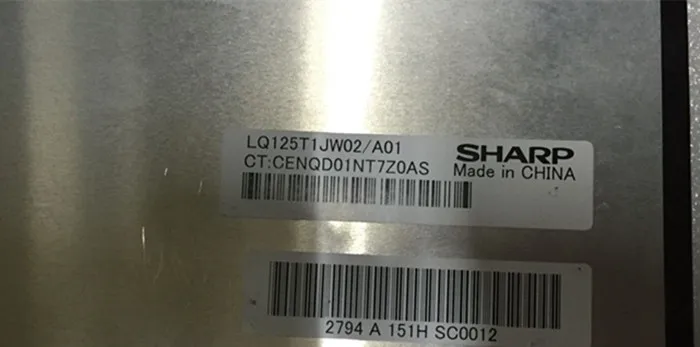 LQ125T1JW02/A01
SHARP
CT:CENQD01NT7Z0AS
Made in CHINA
2794 A 151H SC0012